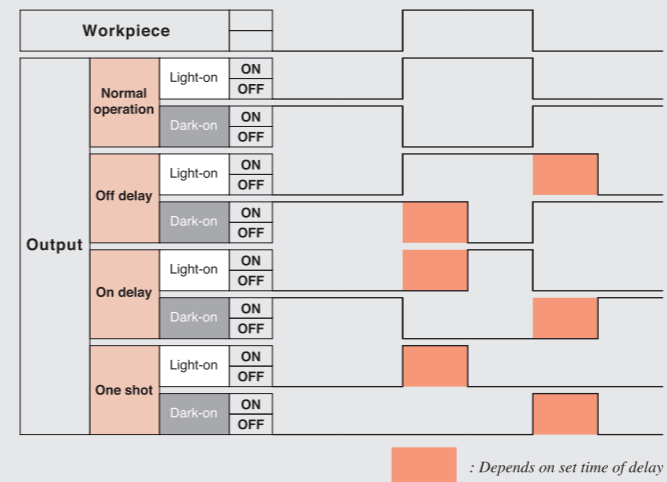 Workpiece
Output
Normal
operation
Light-on
ON
OFF
Dark-on
ON
OFF
Off delay
Light-on
ON
OFF
Dark-on
ON
OFF
On delay
Light-on
ON
OFF
Dark-on
ON
OFF
One shot
Light-on
ON
OFF
Dark-on
ON
OFF
: Depends on set time of delay